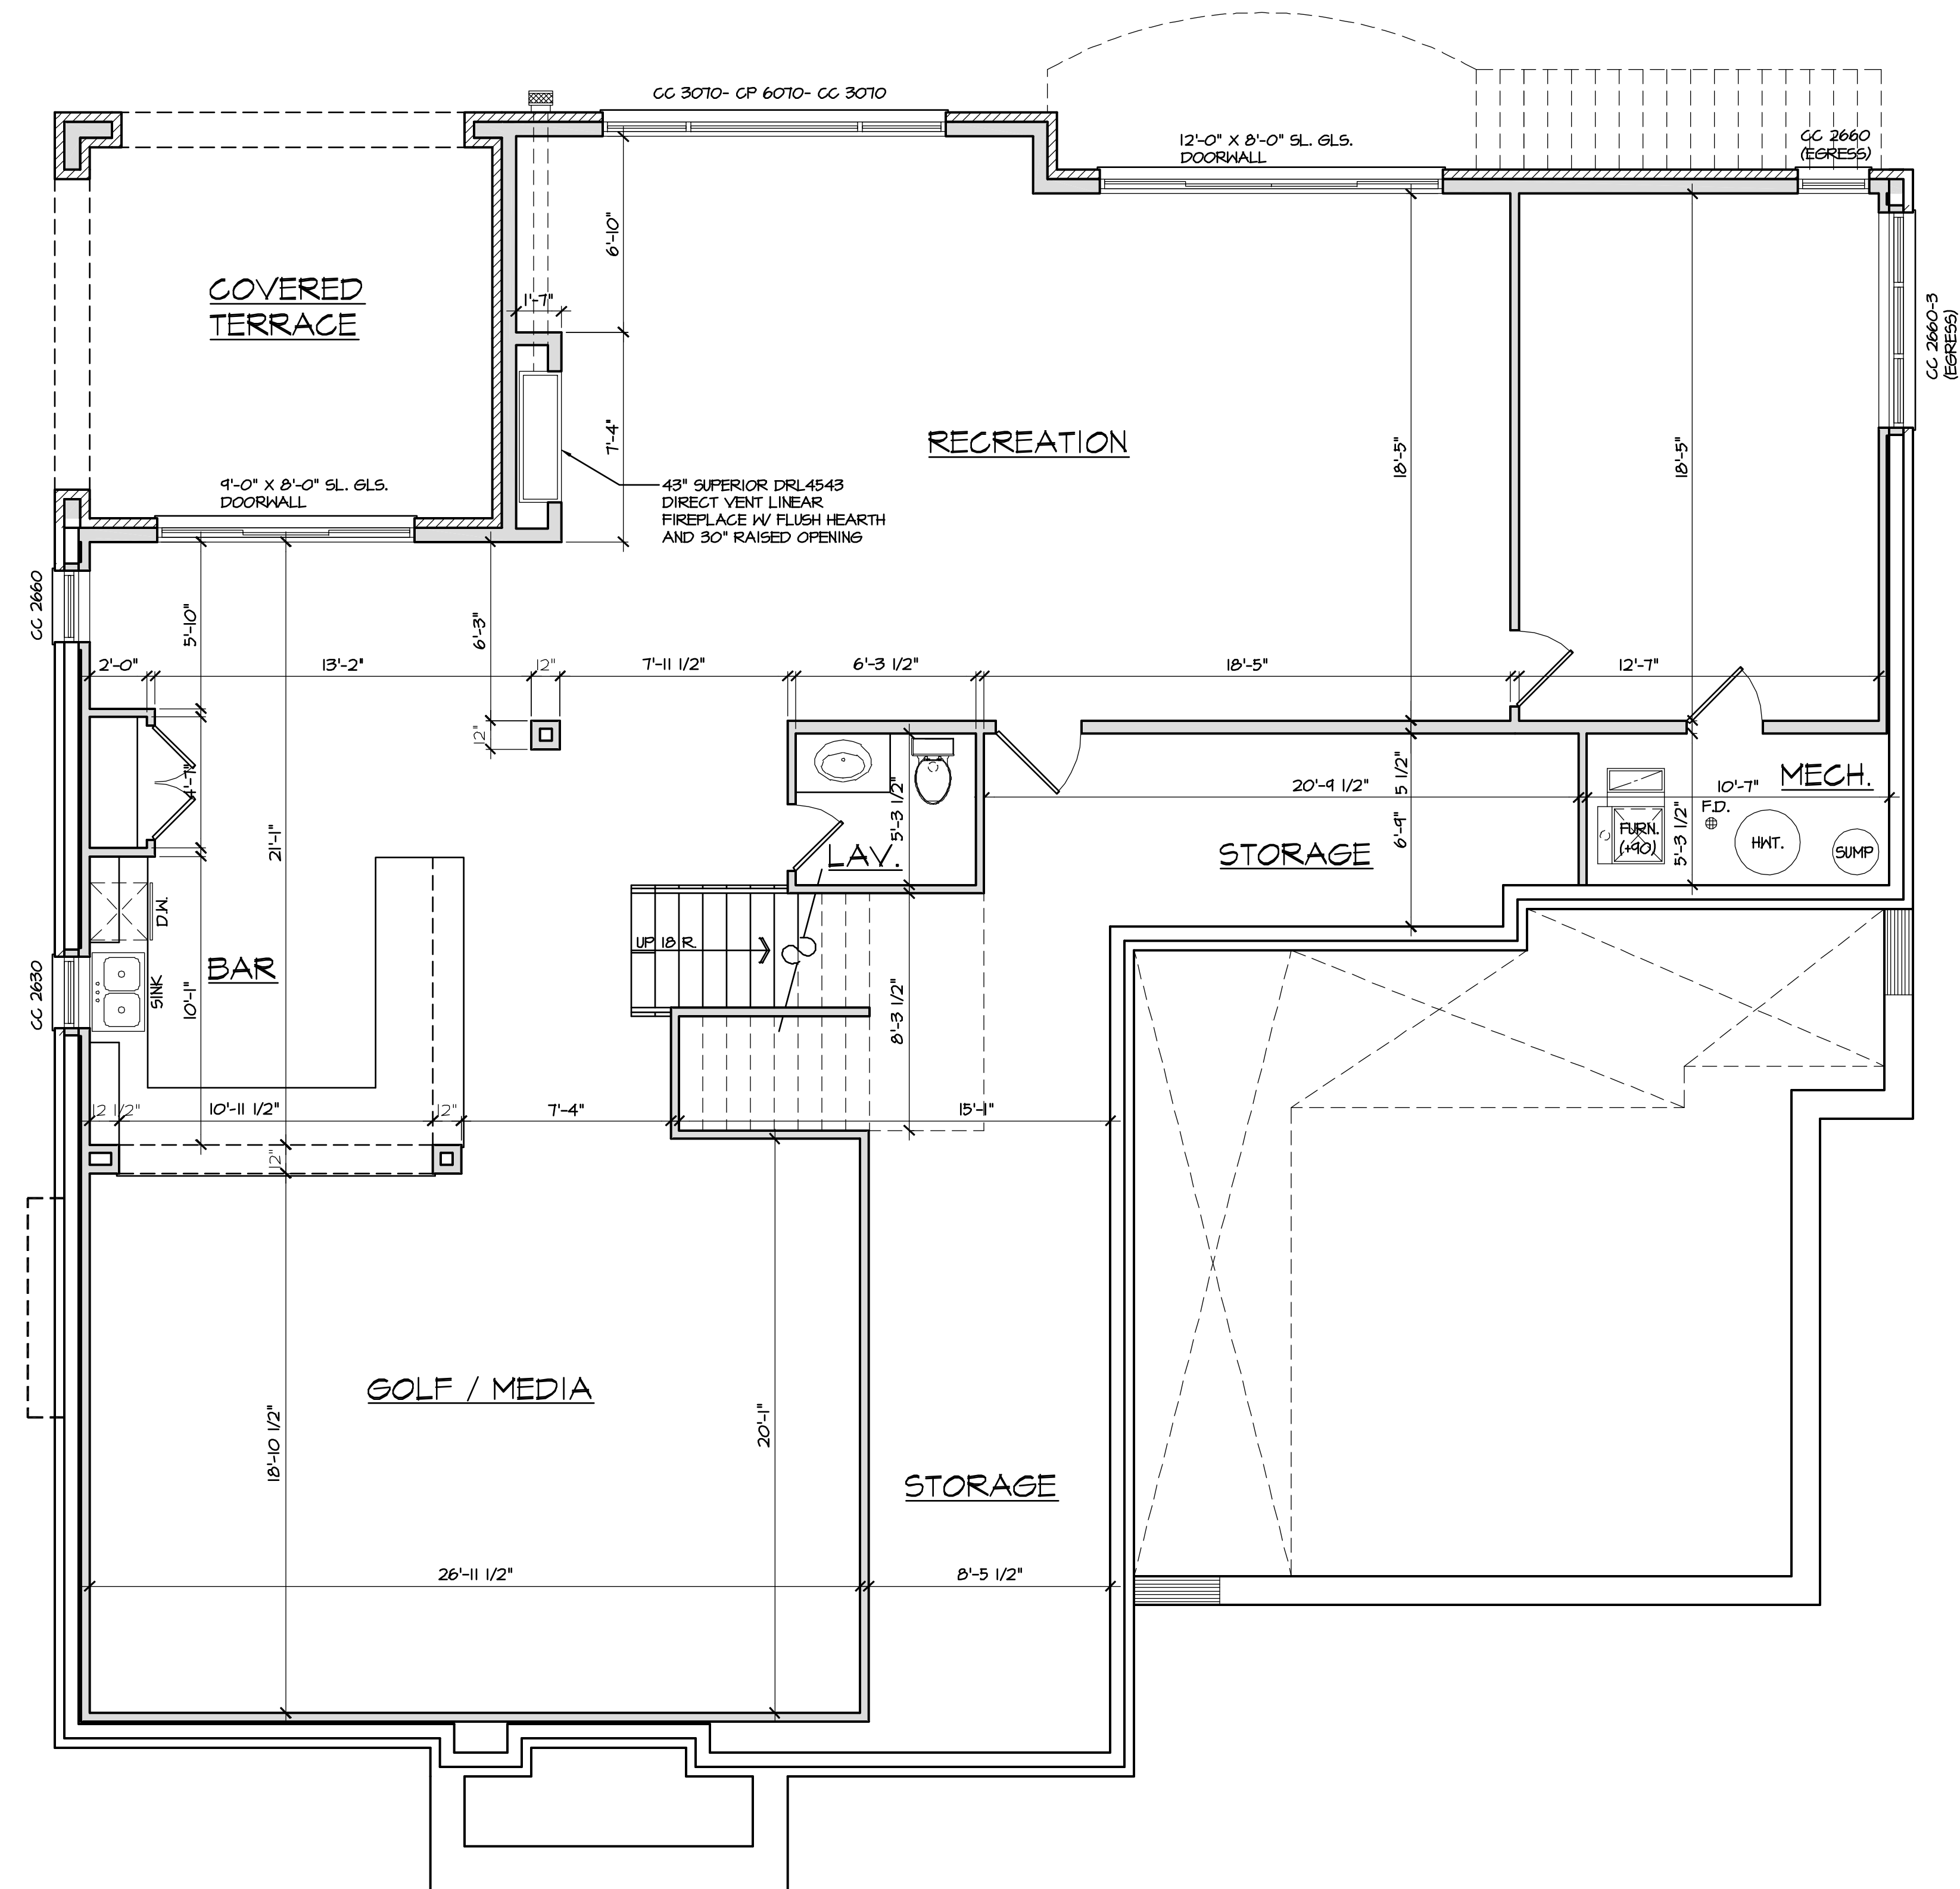 CC 3070- CP 6070- CC 3070
12'-0" X 8'-0" SL. GLS.
DOORWALL
CC 2660
(EGRESS)
CC 2660-3
(EGRESS)
COVERED
TERRACE
6'-10"
1'-7"
7'-4"
RECREATION
18'-5"
18'-5"
9'-0" X 8'-0" SL. GLS.
DOORWALL
43" SUPERIOR DRL4543
DIRECT VENT LINEAR
FIREPLACE W/ FLUSH HEARTH
AND 30" RAISED OPENING
CC 2660
5'-10"
6'-3"
2'-0"
13'-2"
12"
7'-11 1/2"
6'-3 1/2"
18'-5"
12'-7"
12"
4'-7"
21'-1"
5'-3 1/2"
LAV.
20'-9 1/2"
5 1/2"
6'-9"
STORAGE
MECH.
10'-7"
F.D.
FURN.
(+90)
5'-3 1/2"
HWT.
SUMP
D.W.
UP 18 R.
BAR
SINK
CC 2630
10'-1"
8'-3 1/2"
12 1/2"
10'-11 1/2"
12"
7'-4"
15'-1"
12"
GOLF / MEDIA
18'-10 1/2"
20'-1"
STORAGE
26'-11 1/2"
8'-5 1/2"